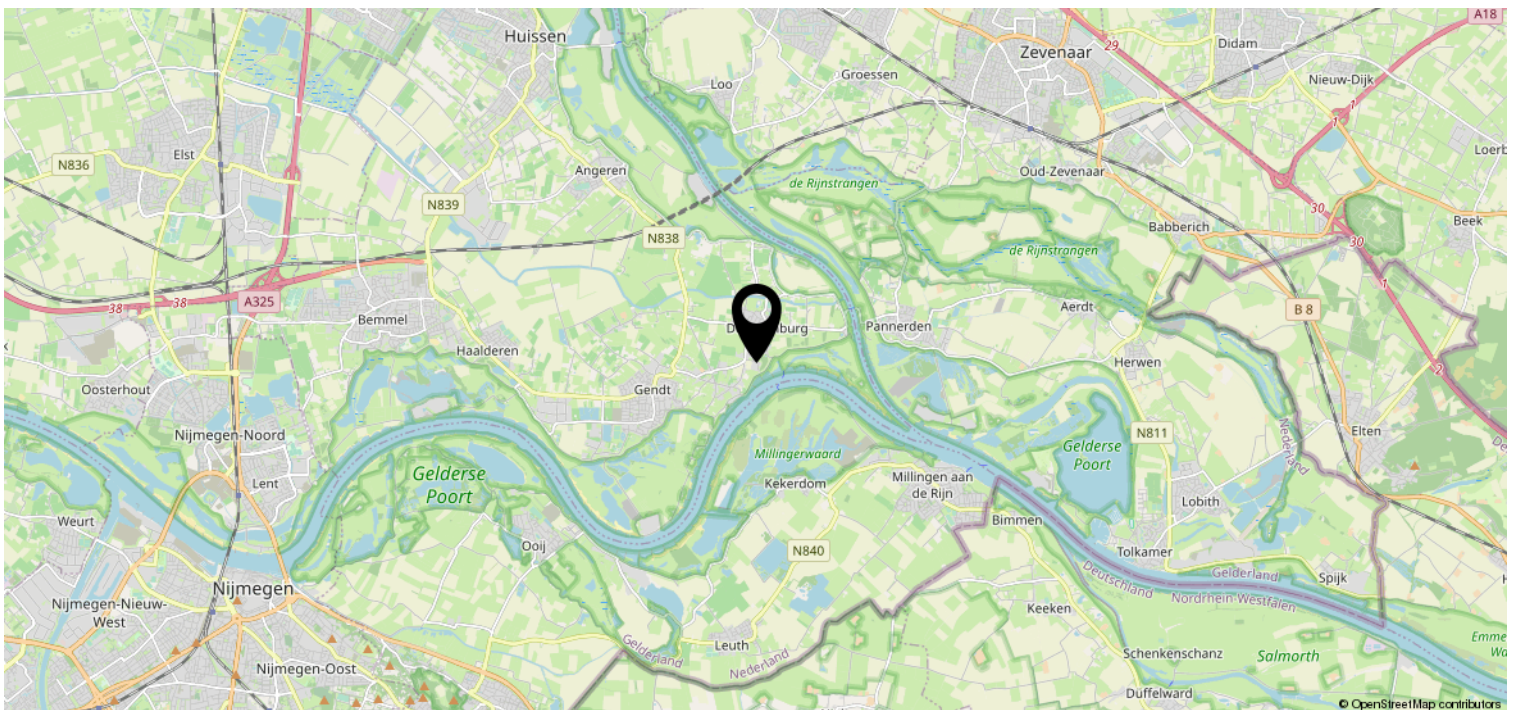 A18
Huissen
29
Didam
Zevenaar
Groessen
Nieuw-Dijk
Loo
1
1
Elst
N836
Angeren
de Rijnstrangen
Oud-Zevenaar
N839
30
Beek
Babberich
N838
30
de Rijnstrangen
1
38
38
A325
Aerdt
B 8
Bemmel
Pannerden
Haalderen
Herwen
2
Oosterhout
Gendt
Nijmegen-Noord
N811
Elten
Gelderse
Poort
Millingerwaard
Nederland
Gelderse
Poort
Lent
Kekerdom
Millingen aan
de Rijn
Lobith
Weurt
Bimmen
Ooij
N840
Tolkamer
Deutschland
Gelderland
Spijk
Nijmegen
Nordrhein-Westfalen
Nijmegen-Nieuw-
West
Keeken
Gelderland
Leuth
Nederland
Schenkenschanz
Salmorth
Nijmegen-Oost
Duffelward
© OpenStreetMap contributors